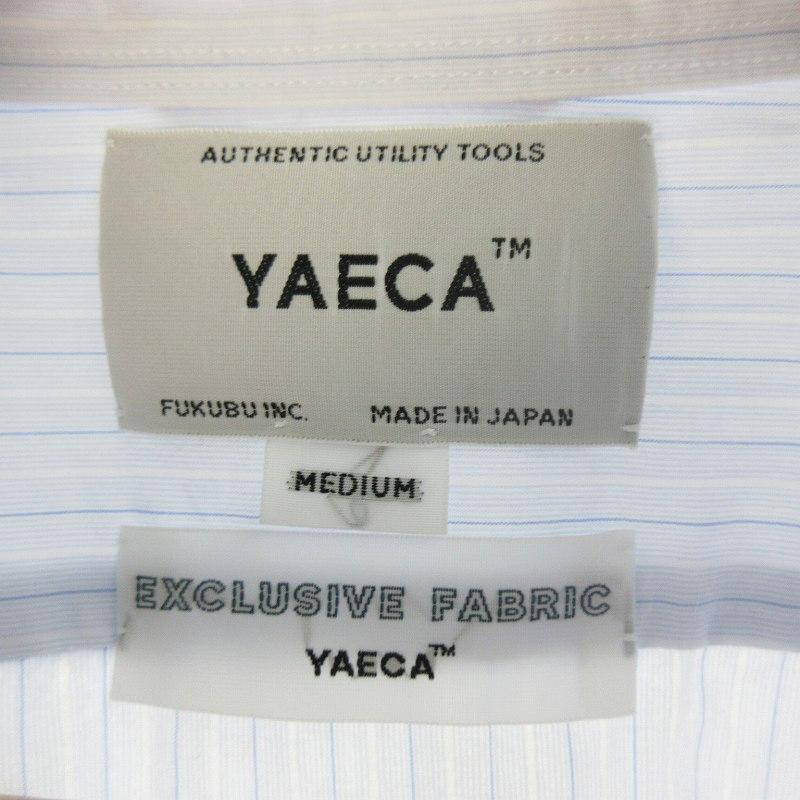 AUTHENTIC UTILITY TOOLS
YAECA™
FUKUBU INC. MADE IN JAPAN
MEDIUM
EXCLUSIVE FABRIC
YAECA™